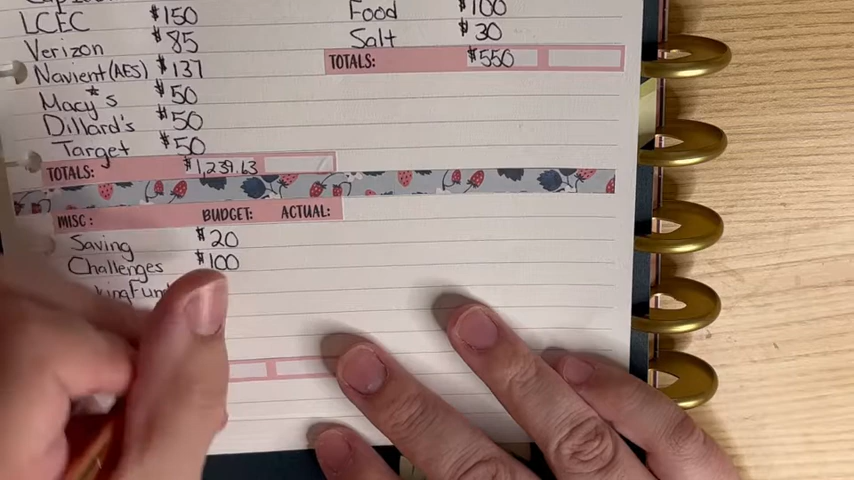 LCEC $150
Verizon $85
Navient (AES) $137
Macy's $50
Dillard's $50
Target $50
TOTALS: $1,239.63
Food $100
Salt $30
TOTALS: $550
MISC: BUDGET: ACTUAL:
Saving $20
Challenges $100